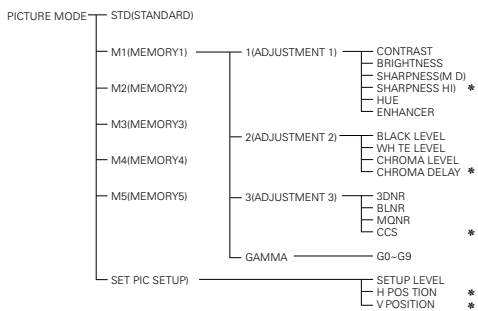 PICTURE MODE STD(STANDARD)
M1(MEMORY1) 1(ADJUSTMENT 1) CONTRAST
BRIGHTNESS
SHARPNESS(M D)
M2(MEMORY2) SHARPNESS HI) *
HUE
ENHANCER
M3(MEMORY3)
2(ADJUSTMENT 2) BLACK LEVEL
WH TE LEVEL
M4(MEMORY4) CHROMA LEVEL
CHROMA DELAY *
M5(MEMORY5) 3(ADJUSTMENT 3) 3DNR
BLNR
MQNR
CCS *
GAMMA G0~G9
SET PIC SETUP) SETUP LEVEL
H POS TION *
V POSITION *